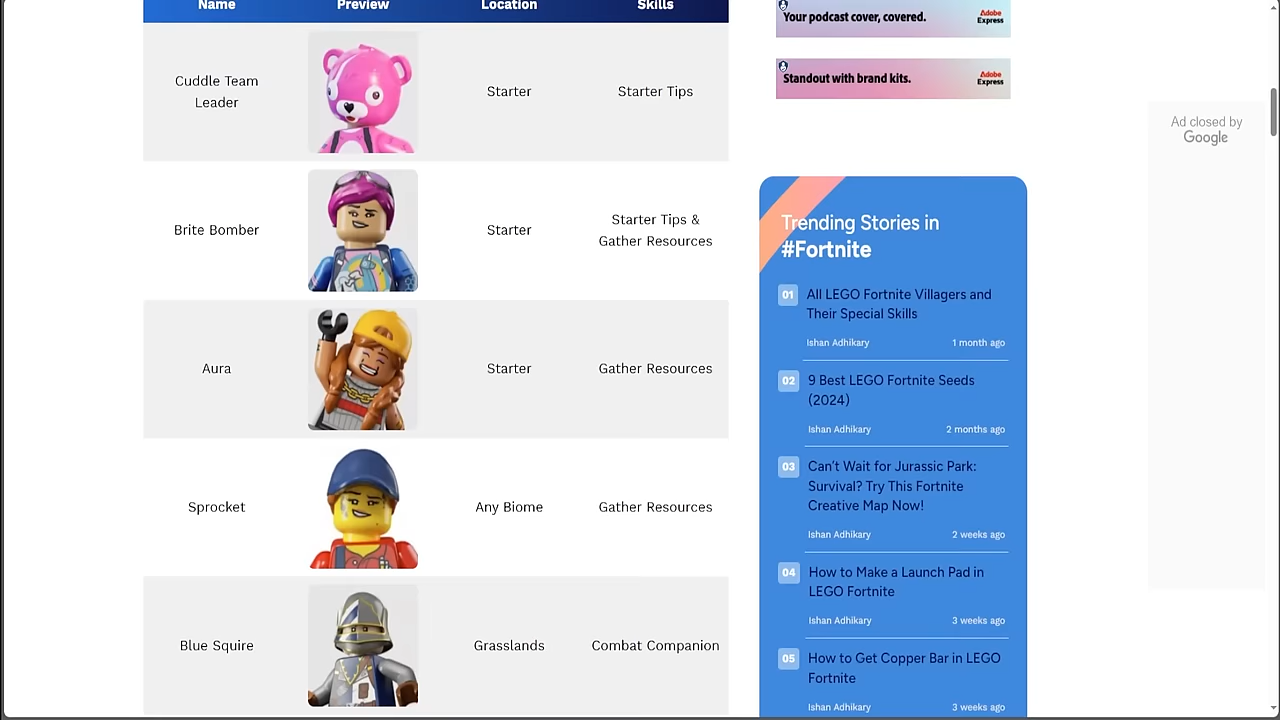 Name Preview Location Skills
Cuddle Team
Leader
Starter
Starter Tips
Brite Bomber
Starter
Starter Tips &
Gather Resources
Aura
Starter
Gather Resources
Sprocket
Any Biome
Gather Resources
Blue Squire
Grasslands
Combat Companion
Your podcast cover, covered.
Adobe
Express
Standout with brand kits.
Adobe
Express
Trending Stories in
#Fortnite
01
All LEGO Fortnite Villagers and
Their Special Skills
Ishan Adhikary 1 month ago
02
9 Best LEGO Fortnite Seeds
(2024)
Ishan Adhikary 2 months ago
03
Can't Wait for Jurassic Park:
Survival? Try This Fortnite
Creative Map Now!
Ishan Adhikary 2 weeks ago
04
How to Make a Launch Pad in
LEGO Fortnite
Ishan Adhikary 3 weeks ago
05
How to Get Copper Bar in LEGO
Fortnite
Ishan Adhikary 3 weeks ago
Ad closed by
Google